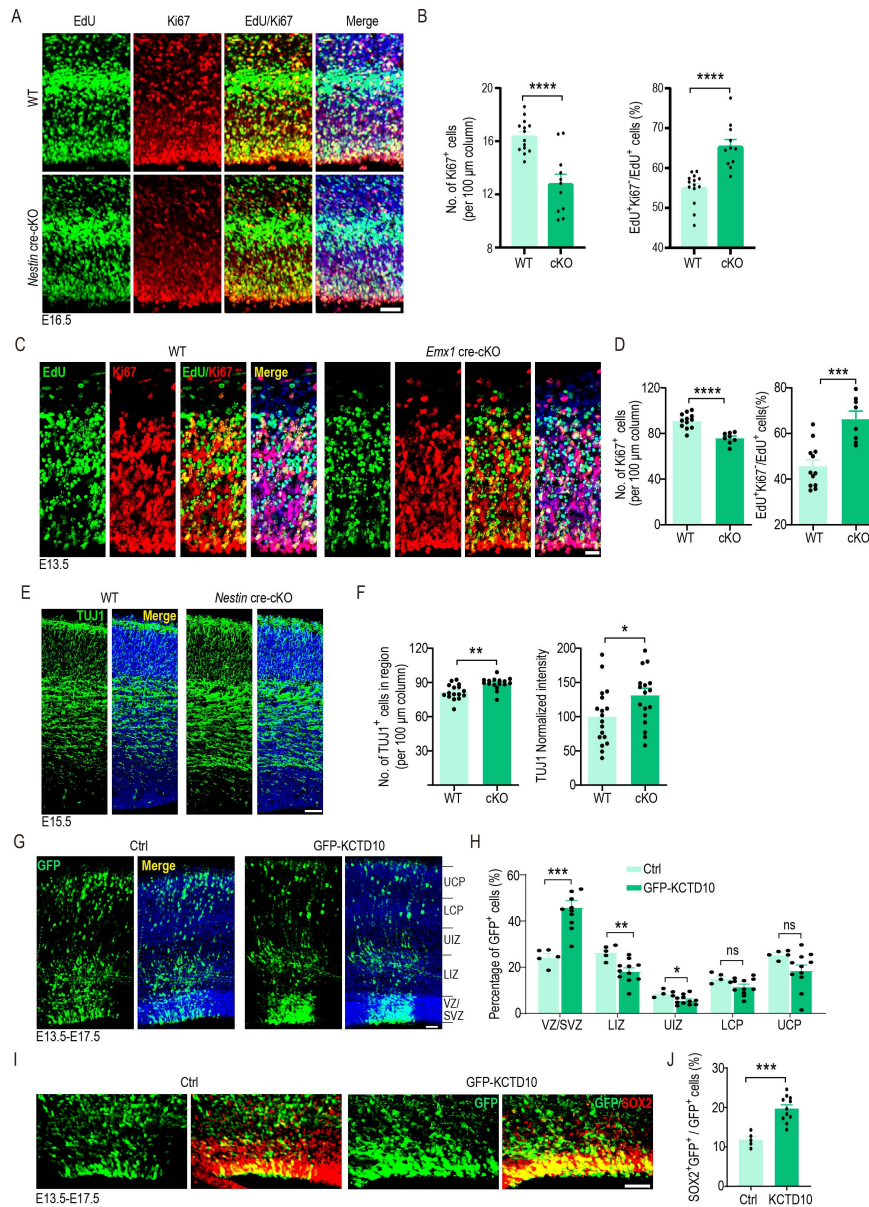 A
EdU Ki67 EdU/Ki67 Merge
WT
Nestin cre-cKO
E16.5
B
No. of Ki67⁺ cells
(per 100 µm column)
20
16
12
8
****
WT cKO
EdU⁺Ki67⁻/EdU⁺ cells (%)
80
70
60
50
40
****
WT cKO
C
WT Emx1 cre-cKO
EdU Ki67 EdU/Ki67 Merge
E13.5
D
No. of Ki67⁺ cells
(per 100 µm column)
120
80
40
0
****
WT cKO
EdU⁺Ki67⁻/EdU⁺ cells(%)
80
60
40
20
***
WT cKO
E
WT Nestin cre-cKO
TUJ1 Merge
E15.5
F
No. of TUJ1⁺ cells in region
(per 100 µm column)
120
90
60
30
**
WT cKO
TUJ1 Normalized intensity
200
150
100
50
0
*
WT cKO
G
Ctrl GFP-KCTD10
GFP Merge
UCP
LCP
UIZ
LIZ
VZ/
SVZ
E13.5-E17.5
H
Percentage of GFP⁺ cells (%)
60
40
20
0
Ctrl
GFP-KCTD10
*** ** * ns ns
VZ/SVZ LIZ UIZ LCP UCP
I
Ctrl GFP-KCTD10
GFP GFP/SOX2
E13.5-E17.5
J
SOX2⁺GFP⁺ / GFP⁺ cells (%)
30
20
10
0
***
Ctrl KCTD10